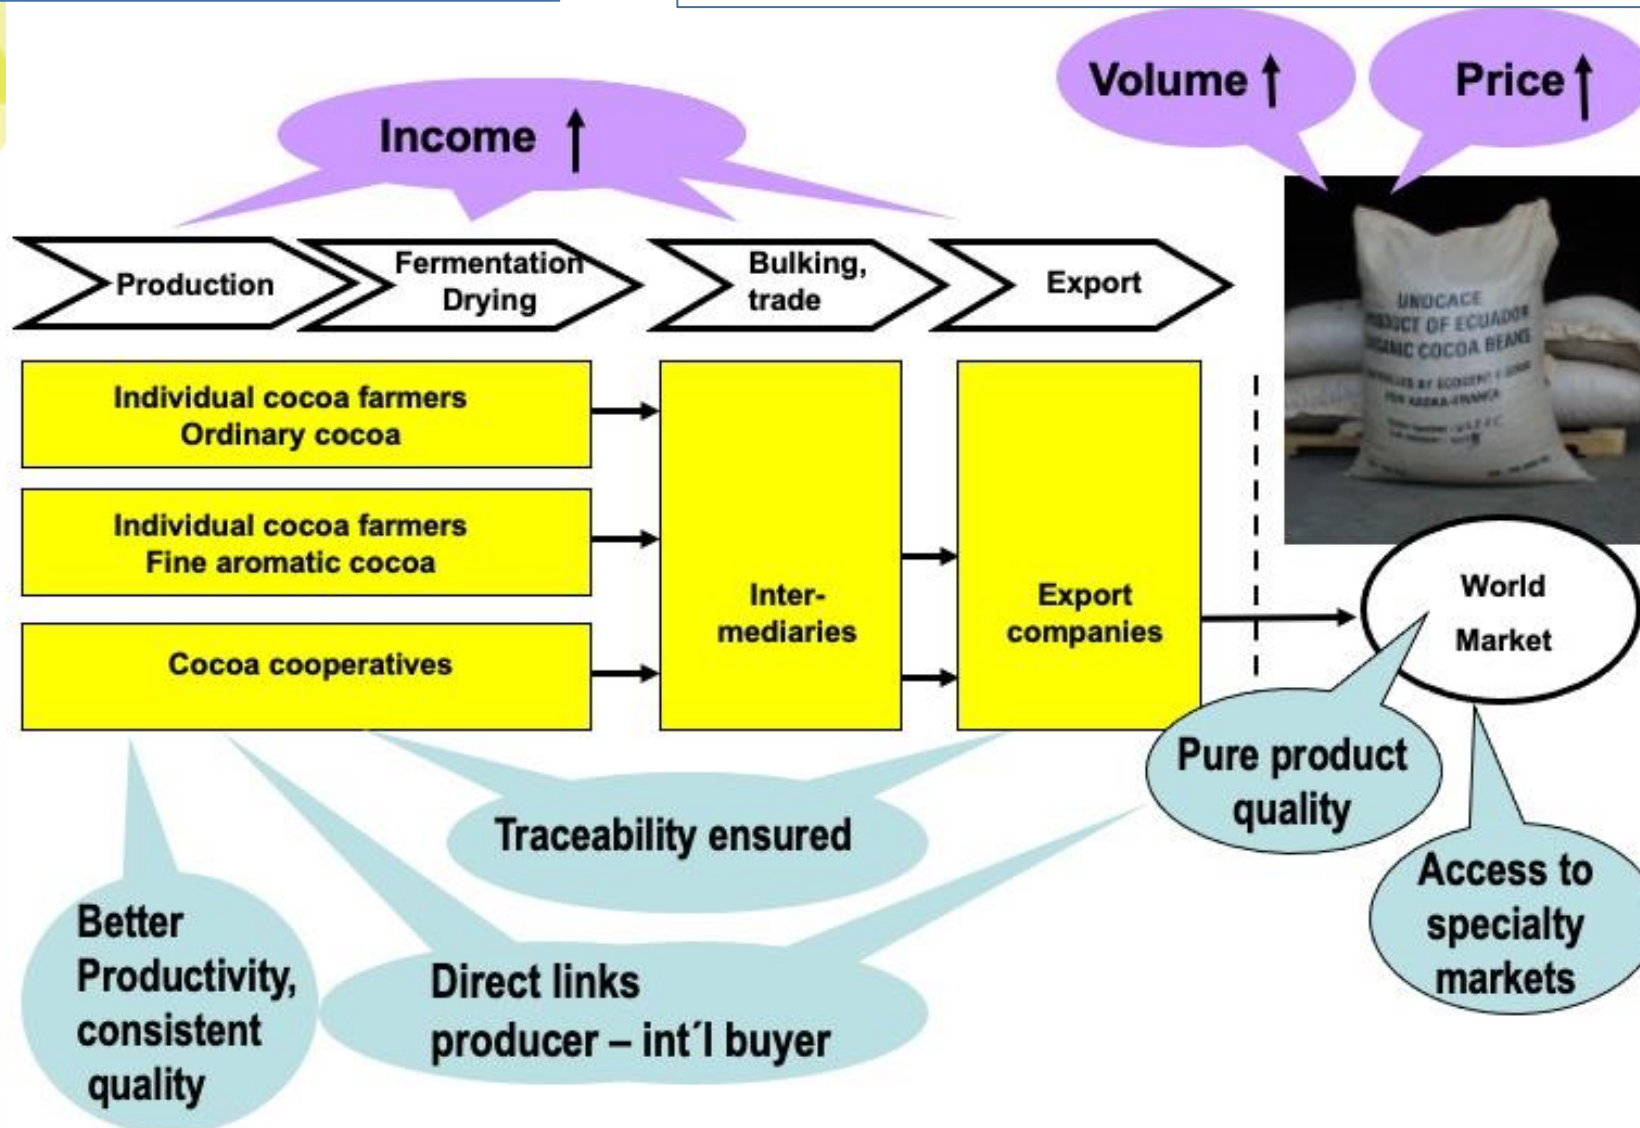 Volume
Price
Income
Production
Fermentation
Drying
Bulking,
trade
Export
UNOCACE
PRODUCT OF ECUADOR
ORGANIC COCOA BEANS
Individual cocoa farmers
Ordinary cocoa
Individual cocoa farmers
Fine aromatic cocoa
Cocoa cooperatives
Inter-
mediaries
Export
companies
World
Market
Pure product
quality
Traceability ensured
Access to
specialty
markets
Better
Productivity,
consistent
quality
Direct links
producer – int´l buyer